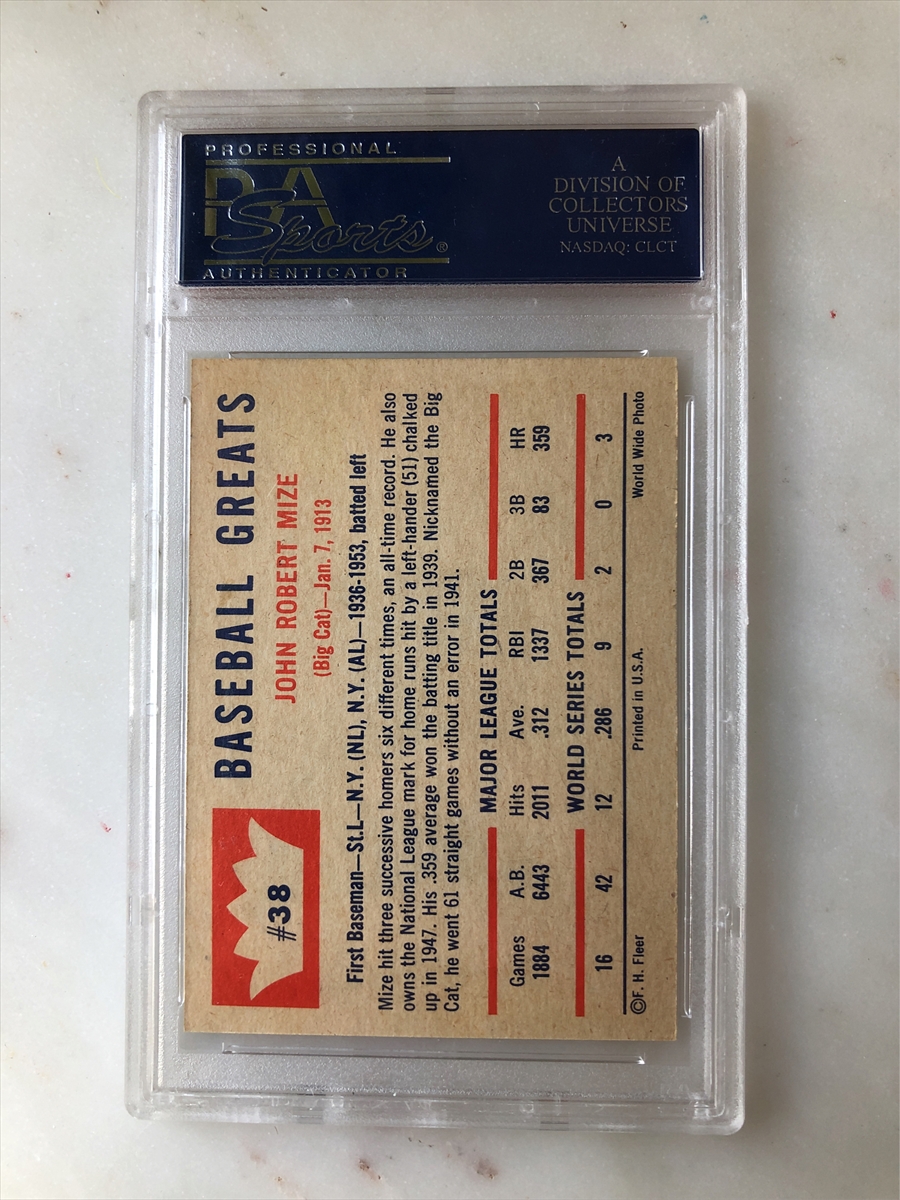 PROFESSIONAL
PSA
Sports®
AUTHENTICATOR
A
DIVISION OF
COLLECTORS
UNIVERSE
NASDAQ: CLCT
#38
BASEBALL GREATS
JOHN ROBERT MIZE
(Big Cat)—Jan. 7, 1913
First Baseman—St.L—N.Y. (NL), N.Y. (AL)—1936-1953, batted left
Mize hit three successive homers six different times, an all-time record. He also
owns the National League mark for home runs hit by a left-hander (51) chalked
up in 1947. His .359 average won the batting title in 1939. Nicknamed the Big
Cat, he went 61 straight games without an error in 1941.
MAJOR LEAGUE TOTALS
Games A.B. Hits Ave. RBI 2B 3B HR
1884 6443 2011 .312 1337 367 83 359
WORLD SERIES TOTALS
16 42 12 .286 9 2 0 3
©F. H. Fleer Printed in U.S.A. World Wide Photo